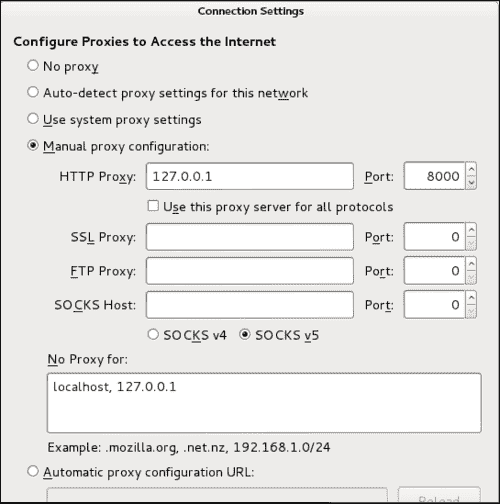 Connection Settings
Configure Proxies to Access the Internet
No proxy
Auto-detect proxy settings for this network
Use system proxy settings
Manual proxy configuration:
HTTP Proxy: 127.0.0.1 Port: 8000
Use this proxy server for all protocols
SSL Proxy: Port: 0
FTP Proxy: Port: 0
SOCKS Host: Port: 0
SOCKS v4 SOCKS v5
No Proxy for:
localhost, 127.0.0.1
Example: .mozilla.org, .net.nz, 192.168.1.0/24
Automatic proxy configuration URL:
Reload